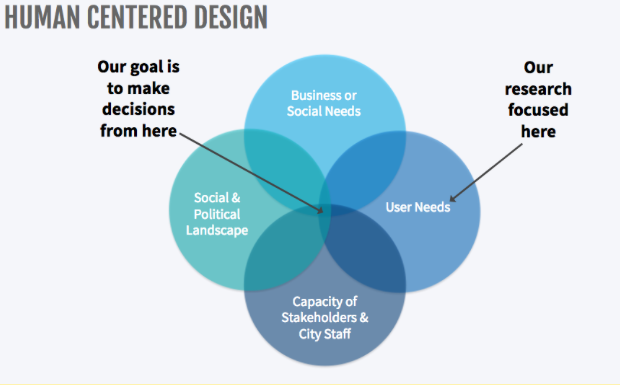 HUMAN CENTERED DESIGN
Our goal is
to make
decisions
from here
Our
research
focused
here
Business or
Social Needs
Social &
Political
Landscape
User Needs
Capacity of
Stakeholders &
City Staff